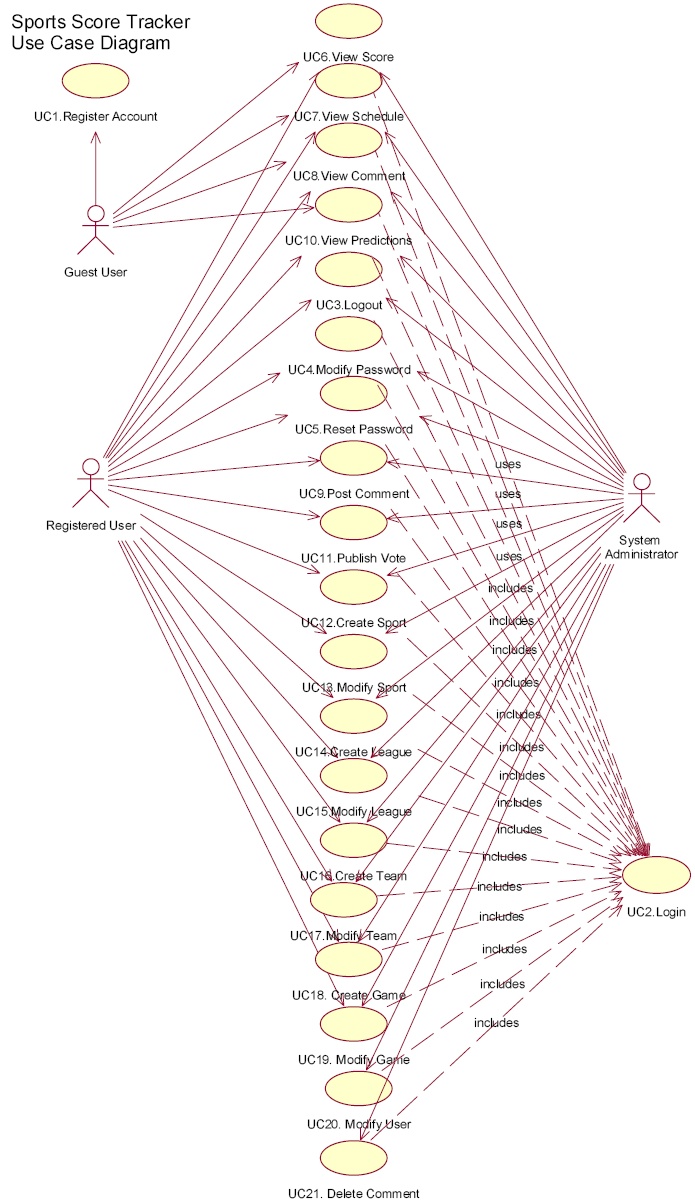 Sports Score Tracker
Use Case Diagram
UC6.View Score
UC1.Register Account
UC7.View Schedule
UC8.View Comment
UC10.View Predictions
Guest User
UC3.Logout
UC4.Modify Password
UC5.Reset Password
uses
UC9.Post Comment
uses
Registered User
uses
System
Administrator
UC11.Publish Vote
uses
includes
UC12.Create Sport
includes
includes
UC13.Modify Sport
includes
includes
UC14.Create League
includes
includes
UC15.Modify League
includes
includes
includes
UC16.Create Team
includes
UC2.Login
includes
UC17.Modify Team
includes
UC18. Create Game
includes
includes
UC19. Modify Game
UC20. Modify User
UC21. Delete Comment